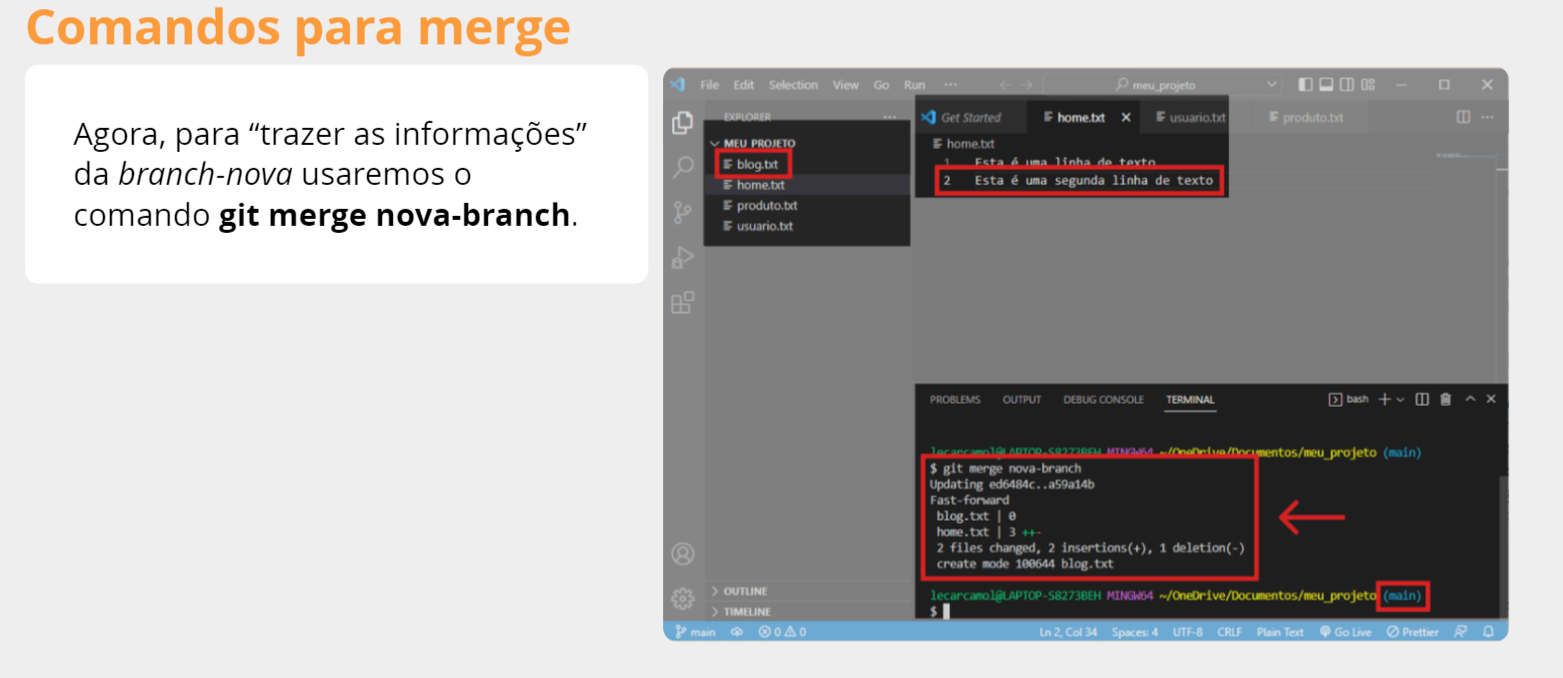 Comandos para merge
Agora, para “trazer as informações”
da branch-nova usaremos o
comando git merge nova-branch.
File Edit Selection View Go Run ··· meu_projeto
EXPLORER ···
MEU PROJETO
blog.txt
home.txt
produto.txt
usuario.txt
OUTLINE
TIMELINE
Get Started home.txt usuario.txt produto.txt ···
home.txt
1 Esta é uma linha de texto
2 Esta é uma segunda linha de texto
PROBLEMS OUTPUT DEBUG CONSOLE TERMINAL bash
lecarcamol@LAPTOP-S8273BEH MINGW64 ~/OneDrive/Documentos/meu_projeto (main)
$ git merge nova-branch
Updating ed6484c..a59a14b
Fast-forward
blog.txt | 0
home.txt | 3 ++-
2 files changed, 2 insertions(+), 1 deletion(-)
create mode 100644 blog.txt
lecarcamol@LAPTOP-S8273BEH MINGW64 ~/OneDrive/Documentos/meu_projeto (main)
$
main 0 0 Ln 2, Col 34 Spaces: 4 UTF-8 CRLF Plain Text Go Live Prettier